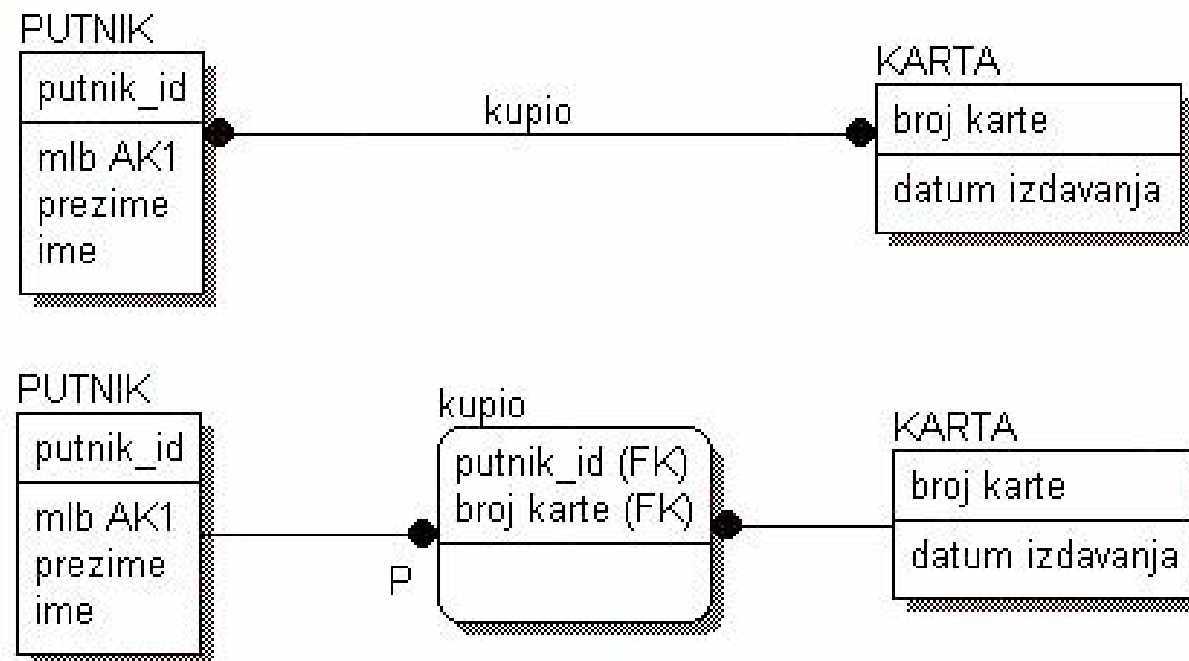 PUTNIK
putnik_id
mlb AK1
prezime
ime
kupio
KARTA
broj karte
datum izdavanja
PUTNIK
putnik_id
mlb AK1
prezime
ime
kupio
putnik_id (FK)
broj karte (FK)
P
KARTA
broj karte
datum izdavanja